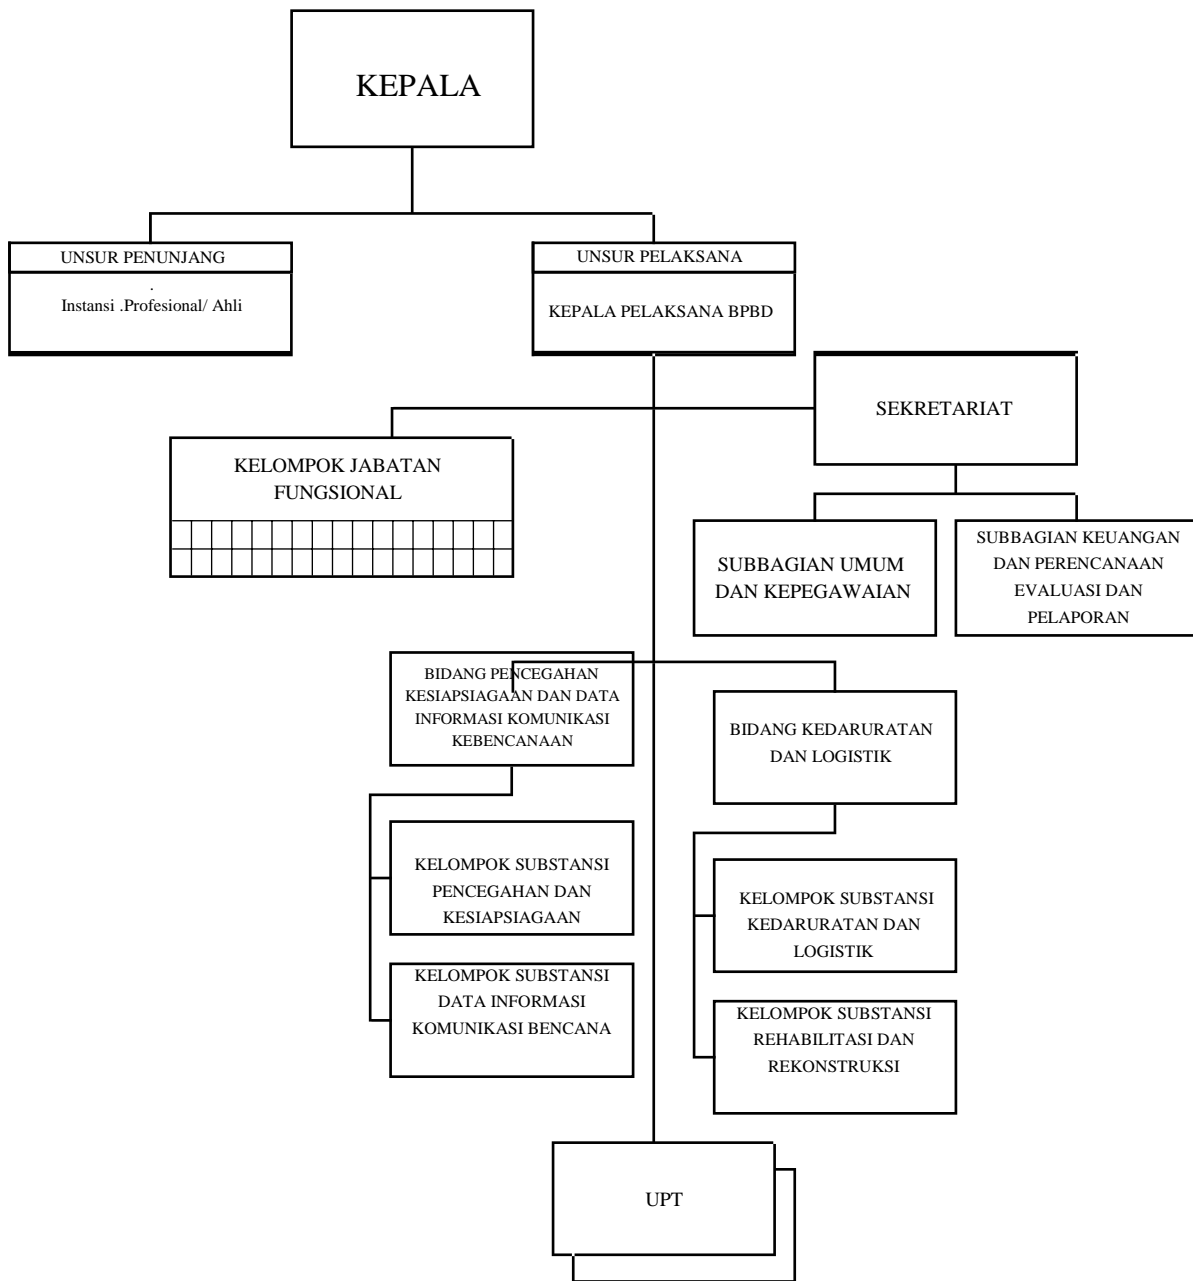 KEPALA
UNSUR PENUNJANG
.
Instansi .Profesional/ Ahli
UNSUR PELAKSANA
KEPALA PELAKSANA BPBD
SEKRETARIAT
KELOMPOK JABATAN
FUNGSIONAL
SUBBAGIAN UMUM
DAN KEPEGAWAIAN
SUBBAGIAN KEUANGAN
DAN PERENCANAAN
EVALUASI DAN
PELAPORAN
BIDANG PENCEGAHAN
KESIAPSIAGAAN DAN DATA
INFORMASI KOMUNIKASI
KEBENCANAAN
BIDANG KEDARURATAN
DAN LOGISTIK
KELOMPOK SUBSTANSI
PENCEGAHAN DAN
KESIAPSIAGAAN
KELOMPOK SUBSTANSI
KEDARURATAN DAN
LOGISTIK
KELOMPOK SUBSTANSI
DATA INFORMASI
KOMUNIKASI BENCANA
KELOMPOK SUBSTANSI
REHABILITASI DAN
REKONSTRUKSI
UPT